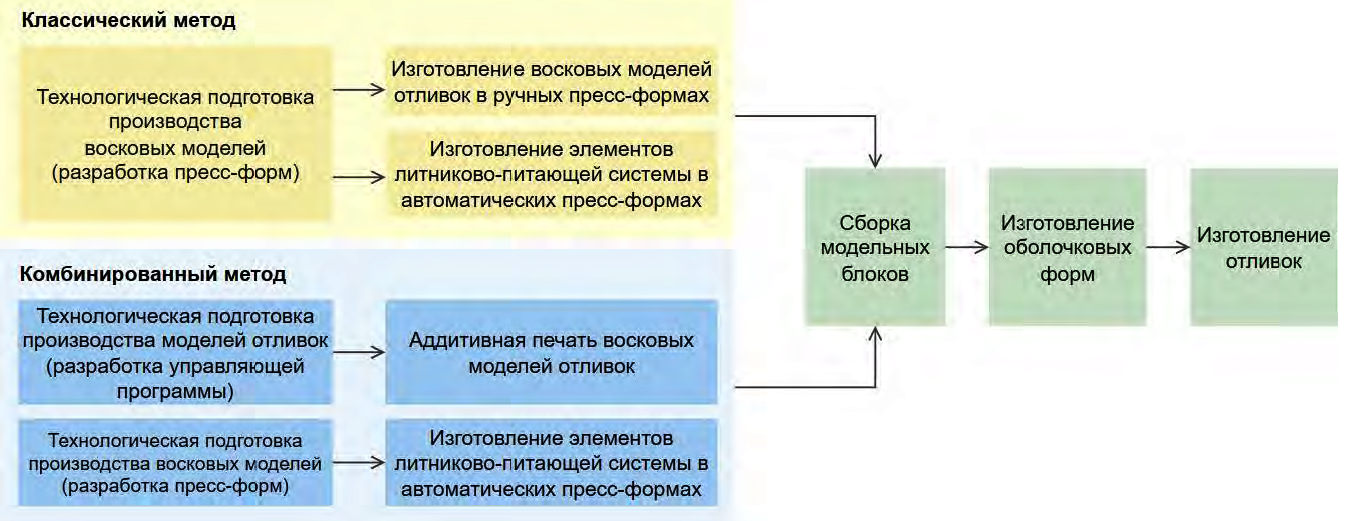 Классический метод
Технологическая подготовка
производства
восковых моделей
(разработка пресс-форм)
Изготовление восковых моделей
отливок в ручных пресс-формах
Изготовление элементов
литниково-питающей системы в
автоматических пресс-формах
Комбинированный метод
Технологическая подготовка
производства моделей отливок
(разработка управляющей
программы)
Аддитивная печать восковых
моделей отливок
Технологическая подготовка
производства восковых моделей
(разработка пресс-форм)
Изготовление элементов
литниково-питающей системы в
автоматических пресс-формах
Сборка
модельных
блоков
Изготовление
оболочковых
форм
Изготовление
отливок